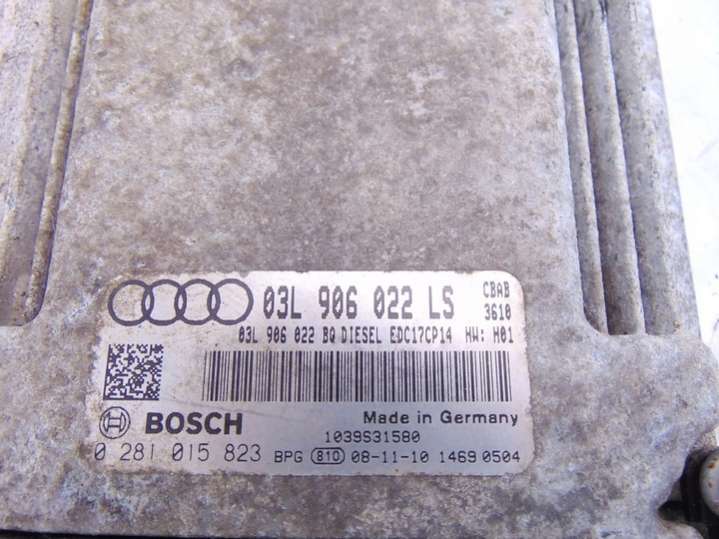 03L 906 022 LS CBAB
3610
03L 906 022 BQ DIESEL EDC17CP14 HW: H01
BOSCH Made in Germany
1039S31580
0 281 015 823 BPG 810 08-11-10 1469 0504